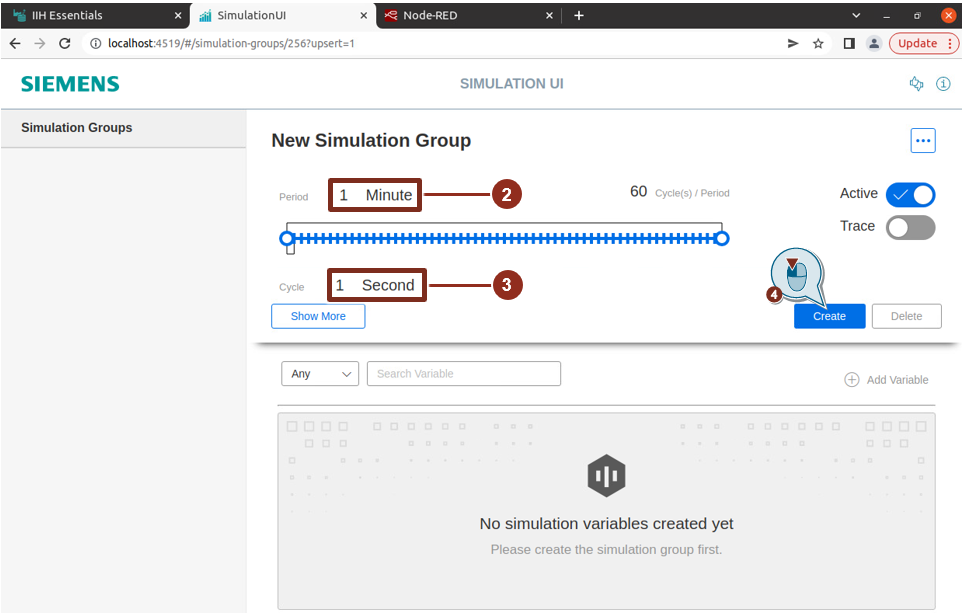 IIH Essentials
SimulationUI
Node-RED
localhost:4519/#/simulation-groups/256?upsert=1
Update
SIEMENS
SIMULATION UI
Simulation Groups
New Simulation Group
Period
1 Minute
2
60 Cycle(s) / Period
Active
Trace
Cycle
1 Second
3
4
Show More
Create
Delete
Any
Search Variable
Add Variable
No simulation variables created yet
Please create the simulation group first.